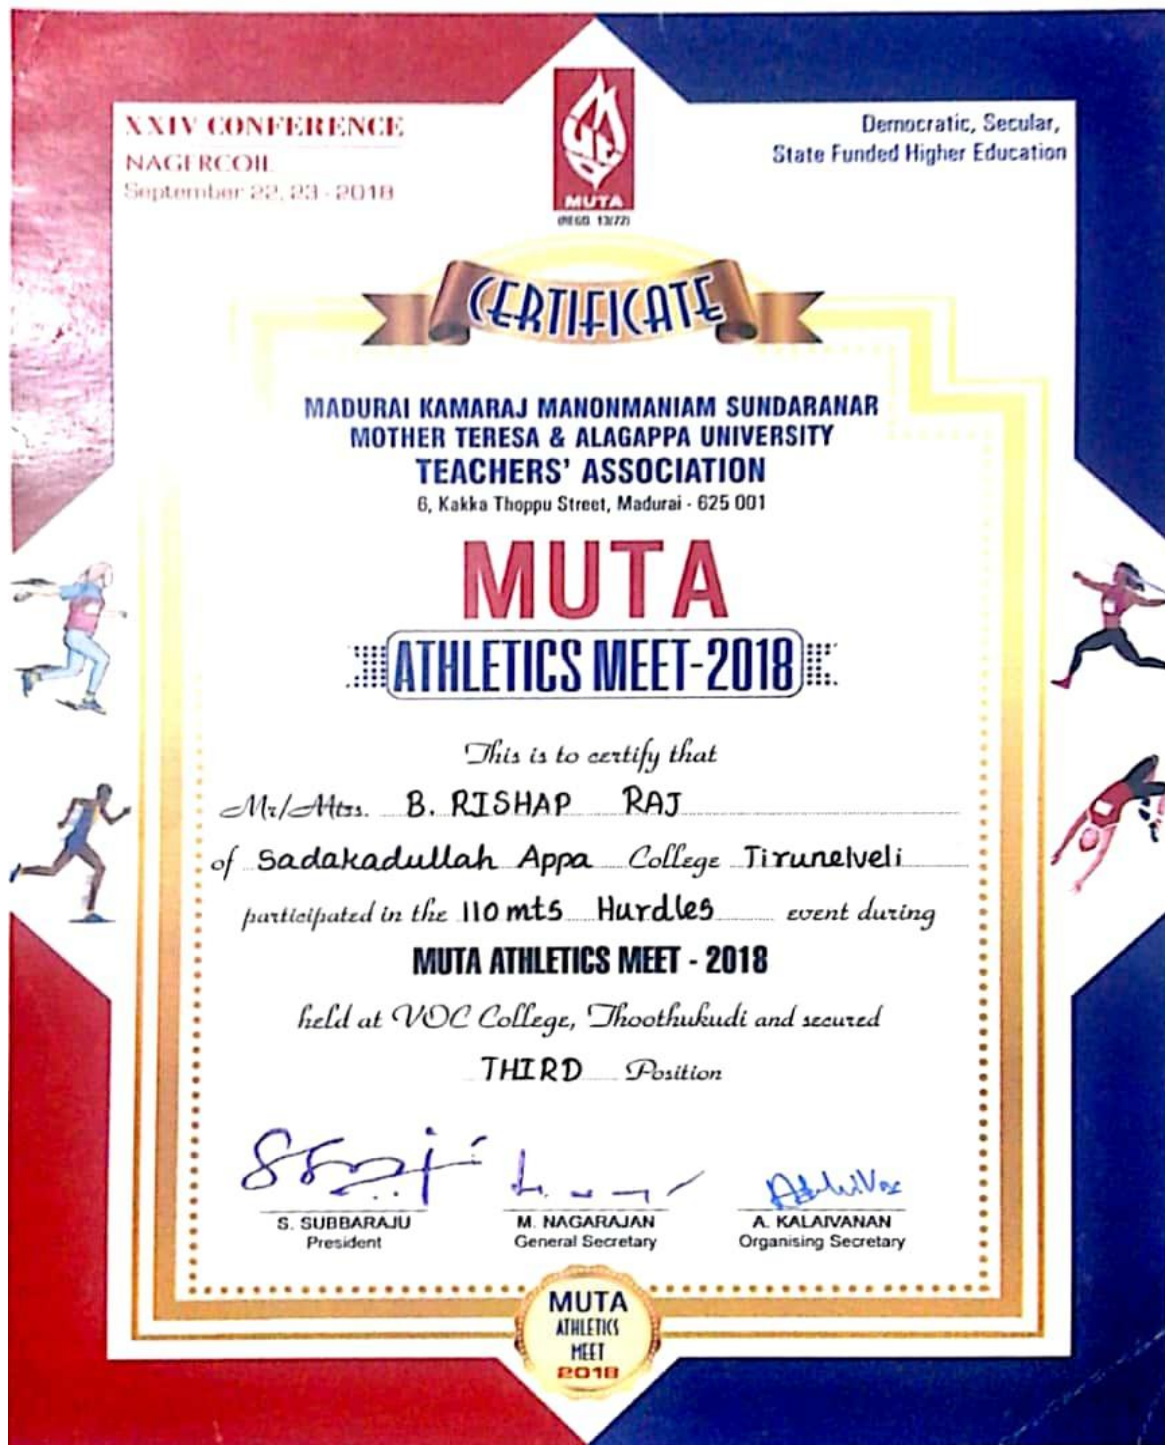 XXIV CONFERENCE
NAGERCOIL
September 22, 23 - 2018
MUTA
(REGD. 13/72)
Democratic, Secular,
State Funded Higher Education
CERTIFICATE
MADURAI KAMARAJ MANONMANIAM SUNDARANAR
MOTHER TERESA & ALAGAPPA UNIVERSITY
TEACHERS' ASSOCIATION
6, Kakka Thoppu Street, Madurai - 625 001
MUTA
ATHLETICS MEET-2018
This is to certify that
Mr/Miss. B. RISHAP RAJ
of Sadakadullah Appa College Tirunelveli
participated in the 110 mts Hurdles event during
MUTA ATHLETICS MEET - 2018
held at VOC College, Thoothukudi and secured
THIRD Position
S. SUBBARAJU
President
M. NAGARAJAN
General Secretary
A. KALAIVANAN
Organising Secretary
MUTA
ATHLETICS
MEET
2018